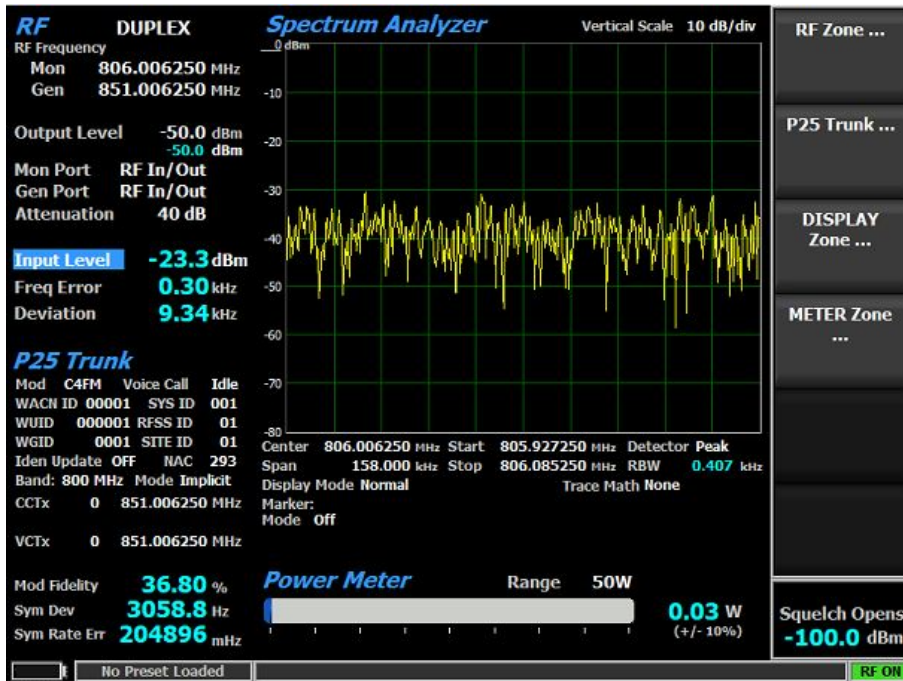 RF DUPLEX
RF Frequency
Mon 806.006250 MHz
Gen 851.006250 MHz
Output Level -50.0 dBm
-50.0 dBm
Mon Port RF In/Out
Gen Port RF In/Out
Attenuation 40 dB
Input Level -23.3 dBm
Freq Error 0.30 kHz
Deviation 9.34 kHz
P25 Trunk
Mod C4FM Voice Call Idle
WACN ID 00001 SYS ID 001
WUID 000001 RFSS ID 01
WGID 0001 SITE ID 01
Iden Update OFF NAC 293
Band: 800 MHz Mode Implicit
CCTx 0 851.006250 MHz
VCTx 0 851.006250 MHz
Mod Fidelity 36.80 %
Sym Dev 3058.8 Hz
Sym Rate Err 204896 mHz
Spectrum Analyzer Vertical Scale 10 dB/div
0 dBm
-10
-20
-30
-40
-50
-60
-70
-80
Center 806.006250 MHz Start 805.927250 MHz Detector Peak
Span 158.000 kHz Stop 806.085250 MHz RBW 0.407 kHz
Display Mode Normal Trace Math None
Marker:
Mode Off
Power Meter Range 50W
0.03 W
(+/- 10%)
RF Zone ...
P25 Trunk ...
DISPLAY
Zone ...
METER Zone
...
Squelch Opens
-100.0 dBm
No Preset Loaded
RF ON